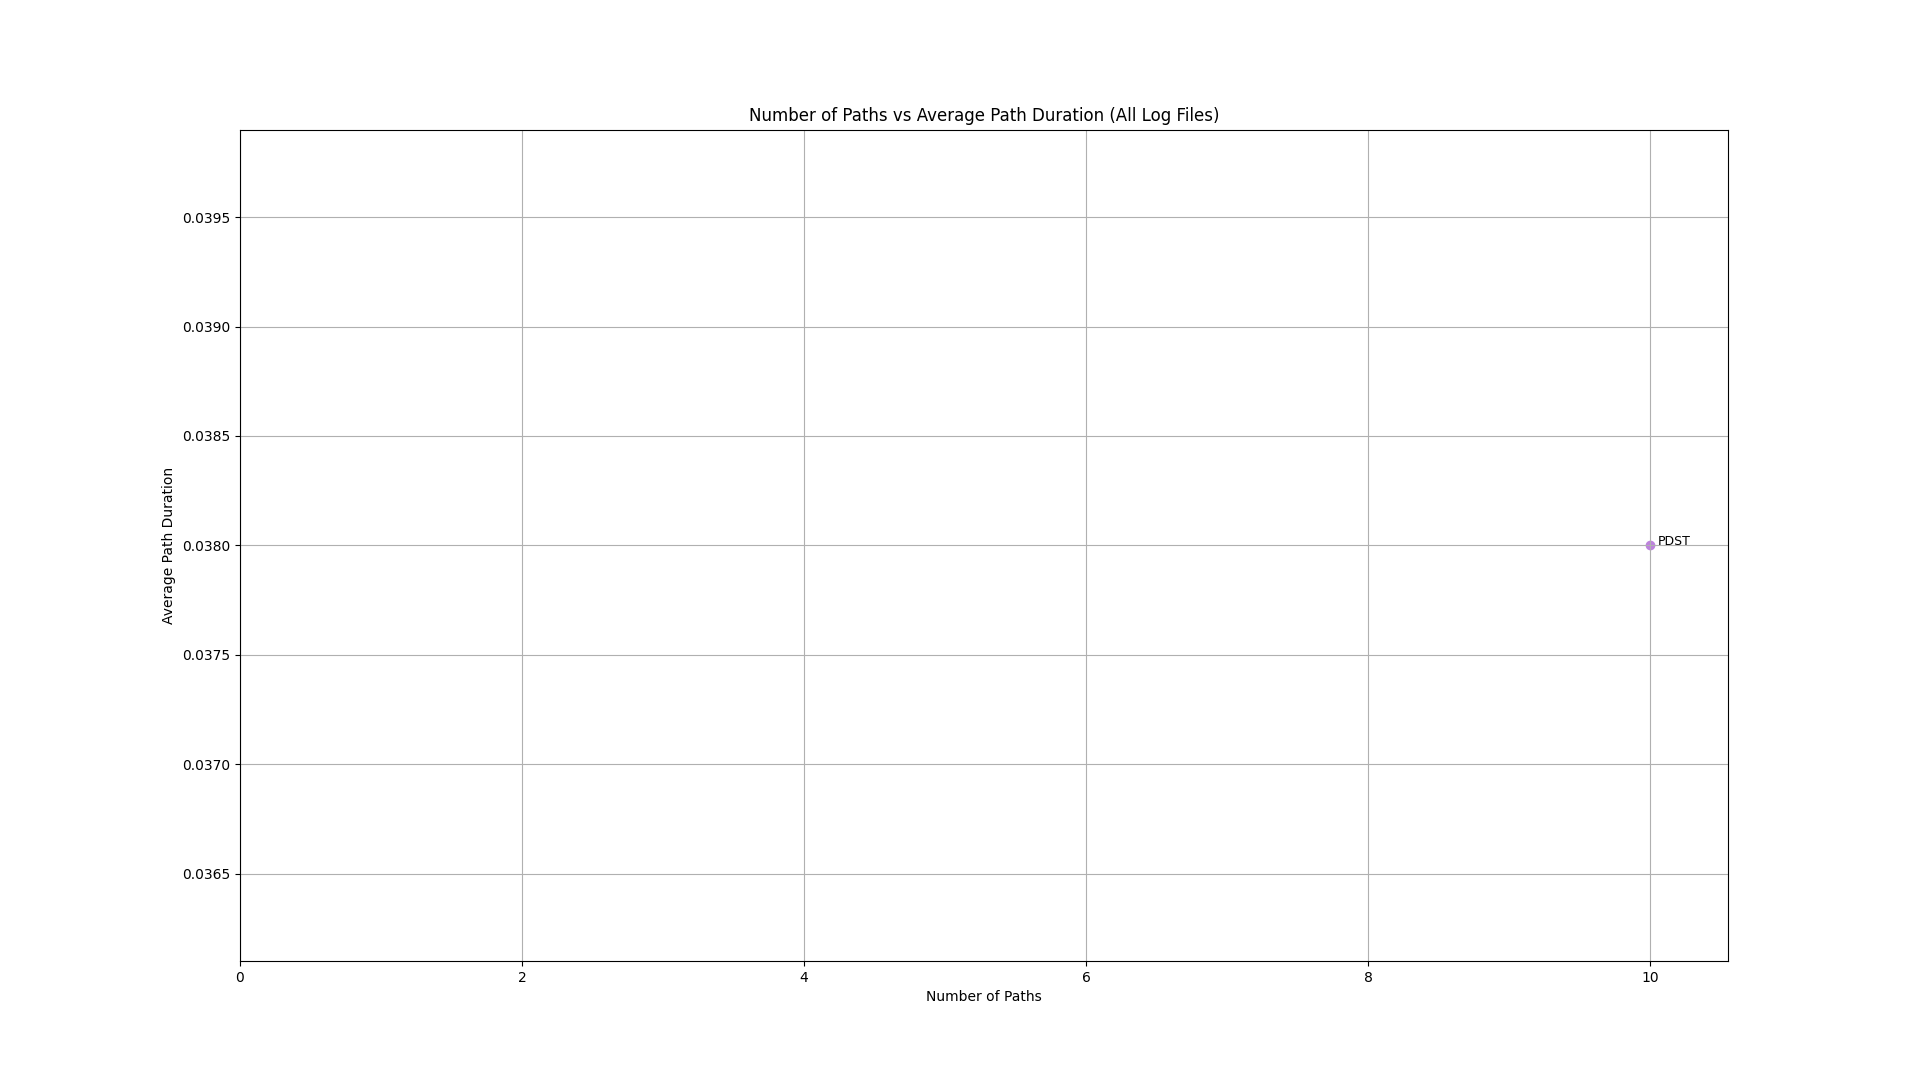 Number of Paths vs Average Path Duration (All Log Files)
0.0395
0.0390
0.0385
0.0380
0.0375
0.0370
0.0365
Average Path Duration
PDST
0 2 4 6 8 10
Number of Paths